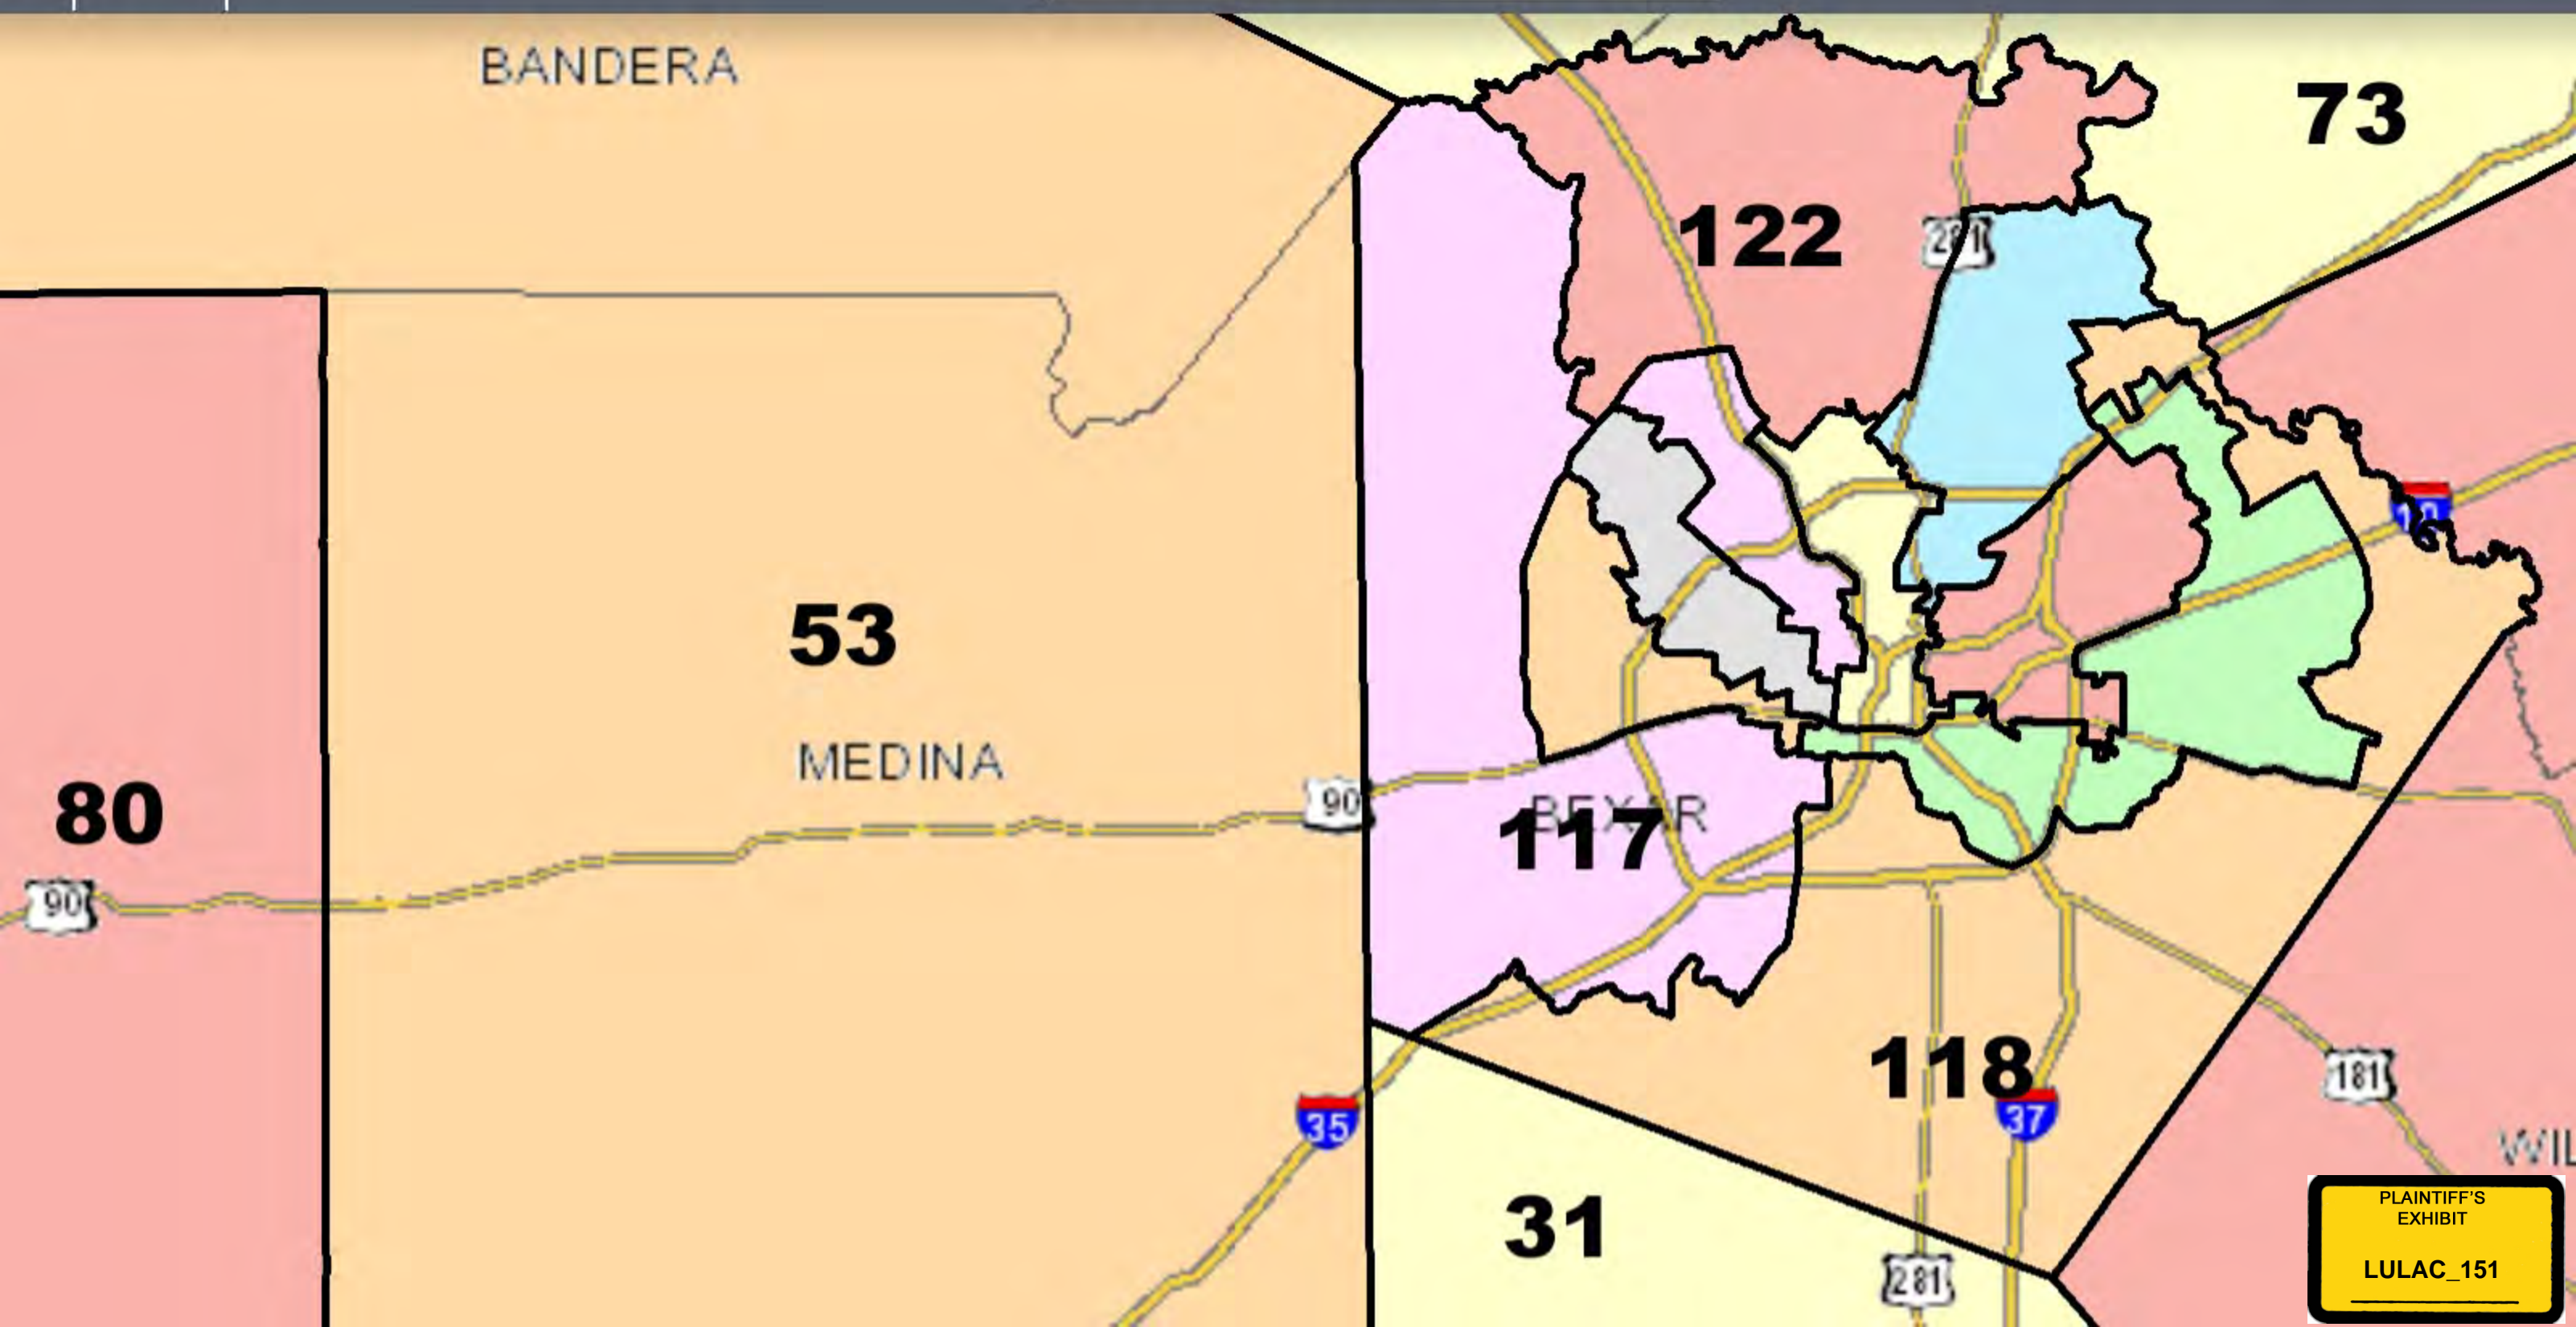 BANDERA
73
122
281
10
53
MEDINA
80
90
90
BEXAR
117
118
181
35
37
WIL
31
281
PLAINTIFF'S
EXHIBIT
LULAC_151